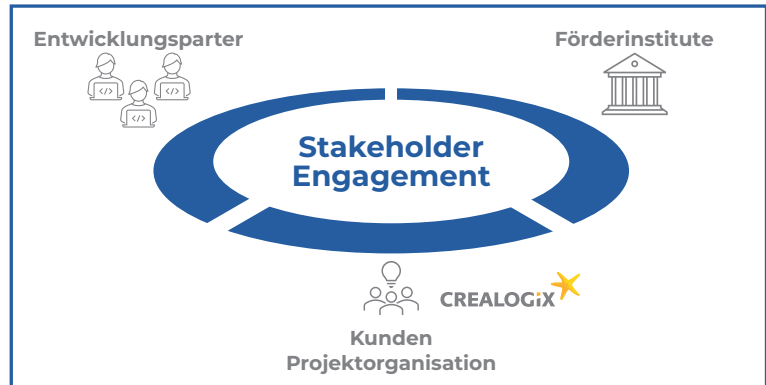 Entwicklungsparter
Förderinstitute
</>
</>
</>
Stakeholder
Engagement
CREALOGiX
Kunden
Projektorganisation